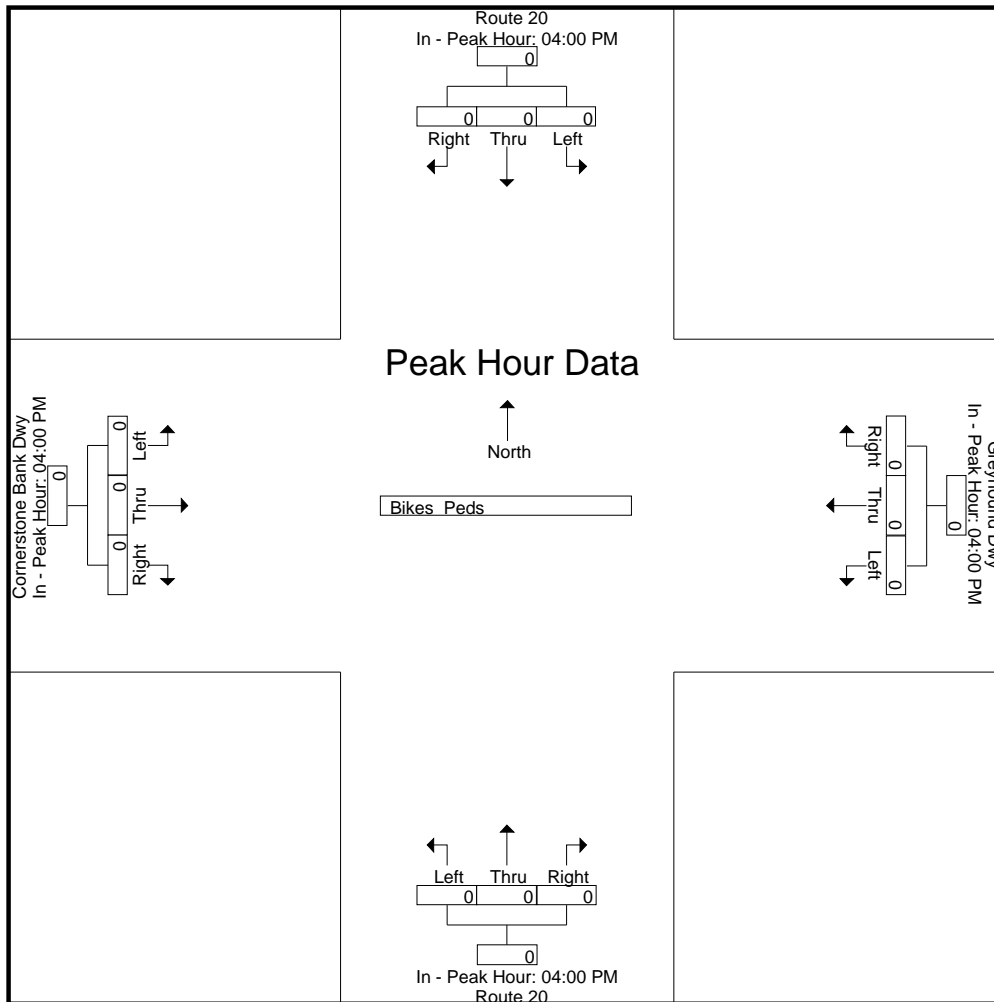 Route 20
In - Peak Hour: 04:00 PM
0
0 0 0
Right Thru Left
Peak Hour Data
North
Bikes Peds
Cornerstone Bank Dwy
In - Peak Hour: 04:00 PM
0
0 0 0
Left Thru Right
Greyhound Dwy
In - Peak Hour: 04:00 PM
0
0 0 0
Right Thru Left
Left Thru Right
0 0 0
0
In - Peak Hour: 04:00 PM
Route 20